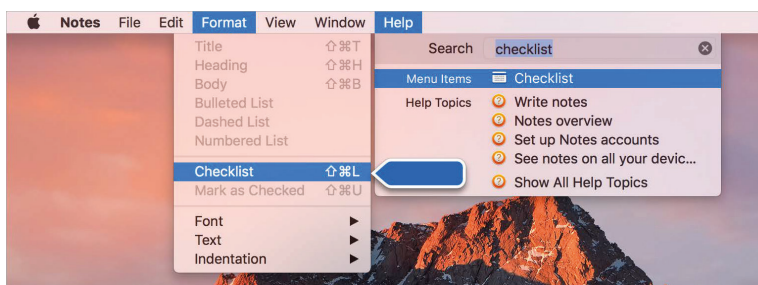 Notes File Edit Format View Window Help
Title ⇧⌘T
Heading ⇧⌘H
Body ⇧⌘B
Bulleted List
Dashed List
Numbered List
Checklist ⇧⌘L
Mark as Checked ⇧⌘U
Font ▶
Text ▶
Indentation ▶
Search checklist
Menu Items Checklist
Help Topics Write notes
Notes overview
Set up Notes accounts
See notes on all your devic...
Show All Help Topics